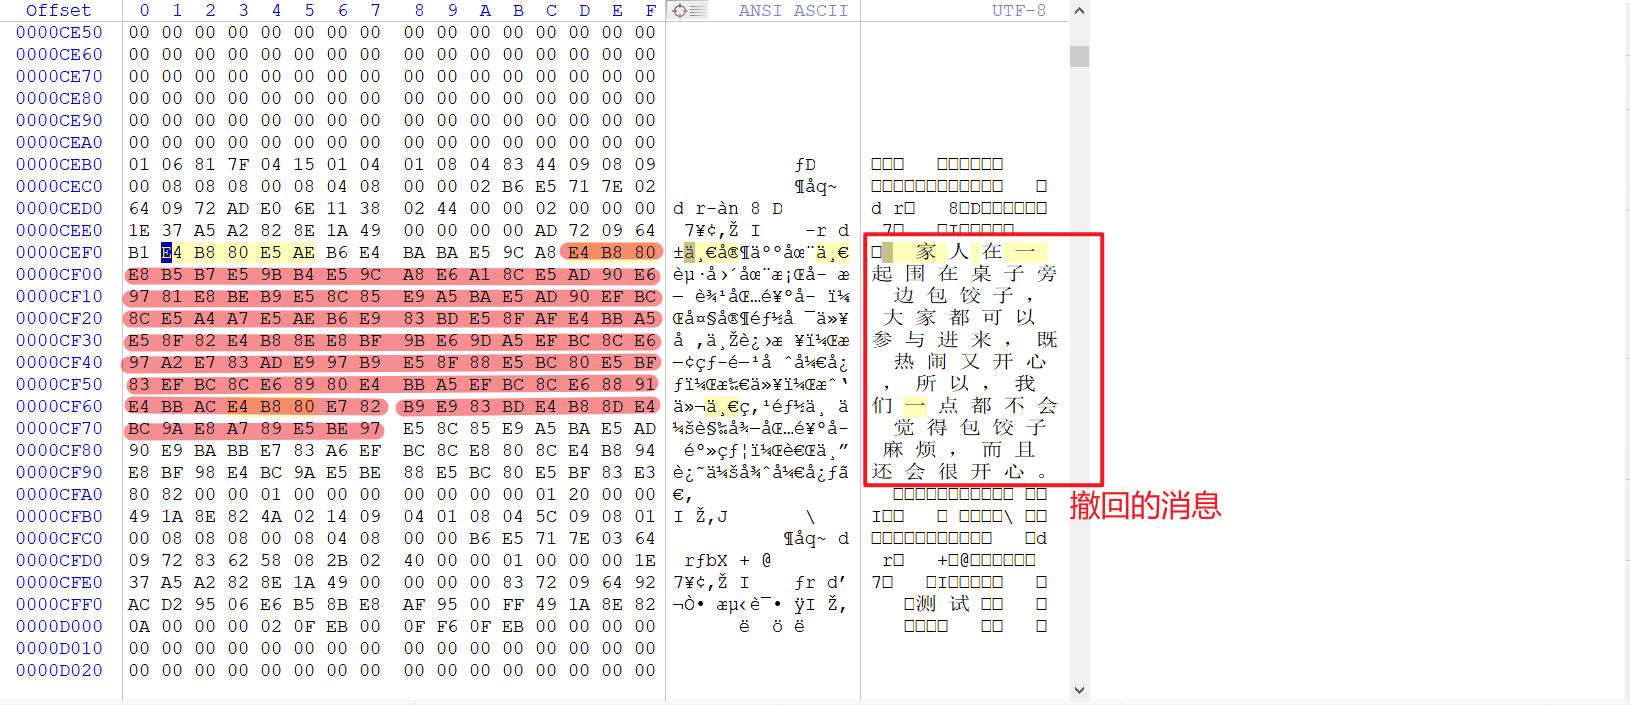 Offset 0 1 2 3 4 5 6 7 8 9 A B C D E F ANSI ASCII UTF-8
0000CE50 00 00 00 00 00 00 00 00 00 00 00 00 00 00 00 00
0000CE60 00 00 00 00 00 00 00 00 00 00 00 00 00 00 00 00
0000CE70 00 00 00 00 00 00 00 00 00 00 00 00 00 00 00 00
0000CE80 00 00 00 00 00 00 00 00 00 00 00 00 00 00 00 00
0000CE90 00 00 00 00 00 00 00 00 00 00 00 00 00 00 00 00
0000CEA0 00 00 00 00 00 00 00 00 00 00 00 00 00 00 00 00
0000CEB0 01 06 81 7F 04 15 01 04 01 08 04 83 44 09 08 09 ƒD
0000CEC0 00 08 08 08 00 08 04 08 00 00 02 B6 E5 71 7E 02 ¶åq~
0000CED0 64 09 72 AD E0 6E 11 38 02 44 00 00 02 00 00 00 d r-àn 8 D d r 8 D
0000CEE0 1E 37 A5 A2 82 8E 1A 49 00 00 00 00 AD 72 09 64 7¥¢‚Ž I -r d 7 I
0000CEF0 B1 E4 B8 80 E5 AE B6 E4 BA BA E5 9C A8 E4 B8 80 ±ä¸€å®¶äººåœ¨ä¸€ 家人在一
0000CF00 E8 B5 B7 E5 9B B4 E5 9C A8 E6 A1 8C E5 AD 90 E6 èµ·å›´åœ¨æ¡Œå- æ 起围在桌子旁
0000CF10 97 81 E8 BE B9 E5 8C 85 E9 A5 BA E5 AD 90 EF BC — è¾¹åŒ…é¥ºå- ï¼ 边包饺子，
0000CF20 8C E5 A4 A7 E5 AE B6 E9 83 BD E5 8F AF E4 BB A5 Œå¤§å®¶éƒ½å ¯ä»¥ 大家都可以
0000CF30 E5 8F 82 E4 B8 8E E8 BF 9B E6 9D A5 EF BC 8C E6 å ‚ä¸Žè¿›æ ¥ï¼Œæ 参与进来，既
0000CF40 97 A2 E7 83 AD E9 97 B9 E5 8F 88 E5 BC 80 E5 BF —¢çƒ-é—¹å ˆå¼€å¿ 热闹又开心
0000CF50 83 EF BC 8C E6 89 80 E4 BB A5 EF BC 8C E6 88 91 ƒï¼Œæ‰€ä»¥ï¼Œæˆ‘ ，所以，我
0000CF60 E4 BB AC E4 B8 80 E7 82 B9 E9 83 BD E4 B8 8D E4 ä»¬ä¸€ç‚¹éƒ½ä¸ ä 们一点都不会
0000CF70 BC 9A E8 A7 89 E5 BE 97 E5 8C 85 E9 A5 BA E5 AD ¼šè§‰å¾—åŒ…é¥ºå- 觉得包饺子
0000CF80 90 E9 BA BB E7 83 A6 EF BC 8C E8 80 8C E4 B8 94 éº»çƒ¦ï¼Œè€Œä¸” 麻烦，而且
0000CF90 E8 BF 98 E4 BC 9A E5 BE 88 E5 BC 80 E5 BF 83 E3 è¿˜ä¼šå¾ˆå¼€å¿ƒã 还会很开心。
0000CFA0 80 82 00 00 01 00 00 00 00 00 00 00 01 20 00 00 €‚
撤回的消息
0000CFB0 49 1A 8E 82 4A 02 14 09 04 01 08 04 5C 09 08 01 I Ž‚J \ I \
0000CFC0 00 08 08 08 00 08 04 08 00 00 B6 E5 71 7E 03 64 ¶åq~ d d
0000CFD0 09 72 83 62 58 08 2B 02 40 00 00 01 00 00 00 1E rƒbX + @ r + @
0000CFE0 37 A5 A2 82 8E 1A 49 00 00 00 00 83 72 09 64 92 7¥¢‚Ž I ƒr d’ 7 I
0000CFF0 AC D2 95 06 E6 B5 8B E8 AF 95 00 FF 49 1A 8E 82 ¬Ò• æµ‹è¯• ÿI Ž‚ 测试
0000D000 0A 00 00 00 02 0F EB 00 0F F6 0F EB 00 00 00 00 ë ö ë
0000D010 00 00 00 00 00 00 00 00 00 00 00 00 00 00 00 00
0000D020 00 00 00 00 00 00 00 00 00 00 00 00 00 00 00 00